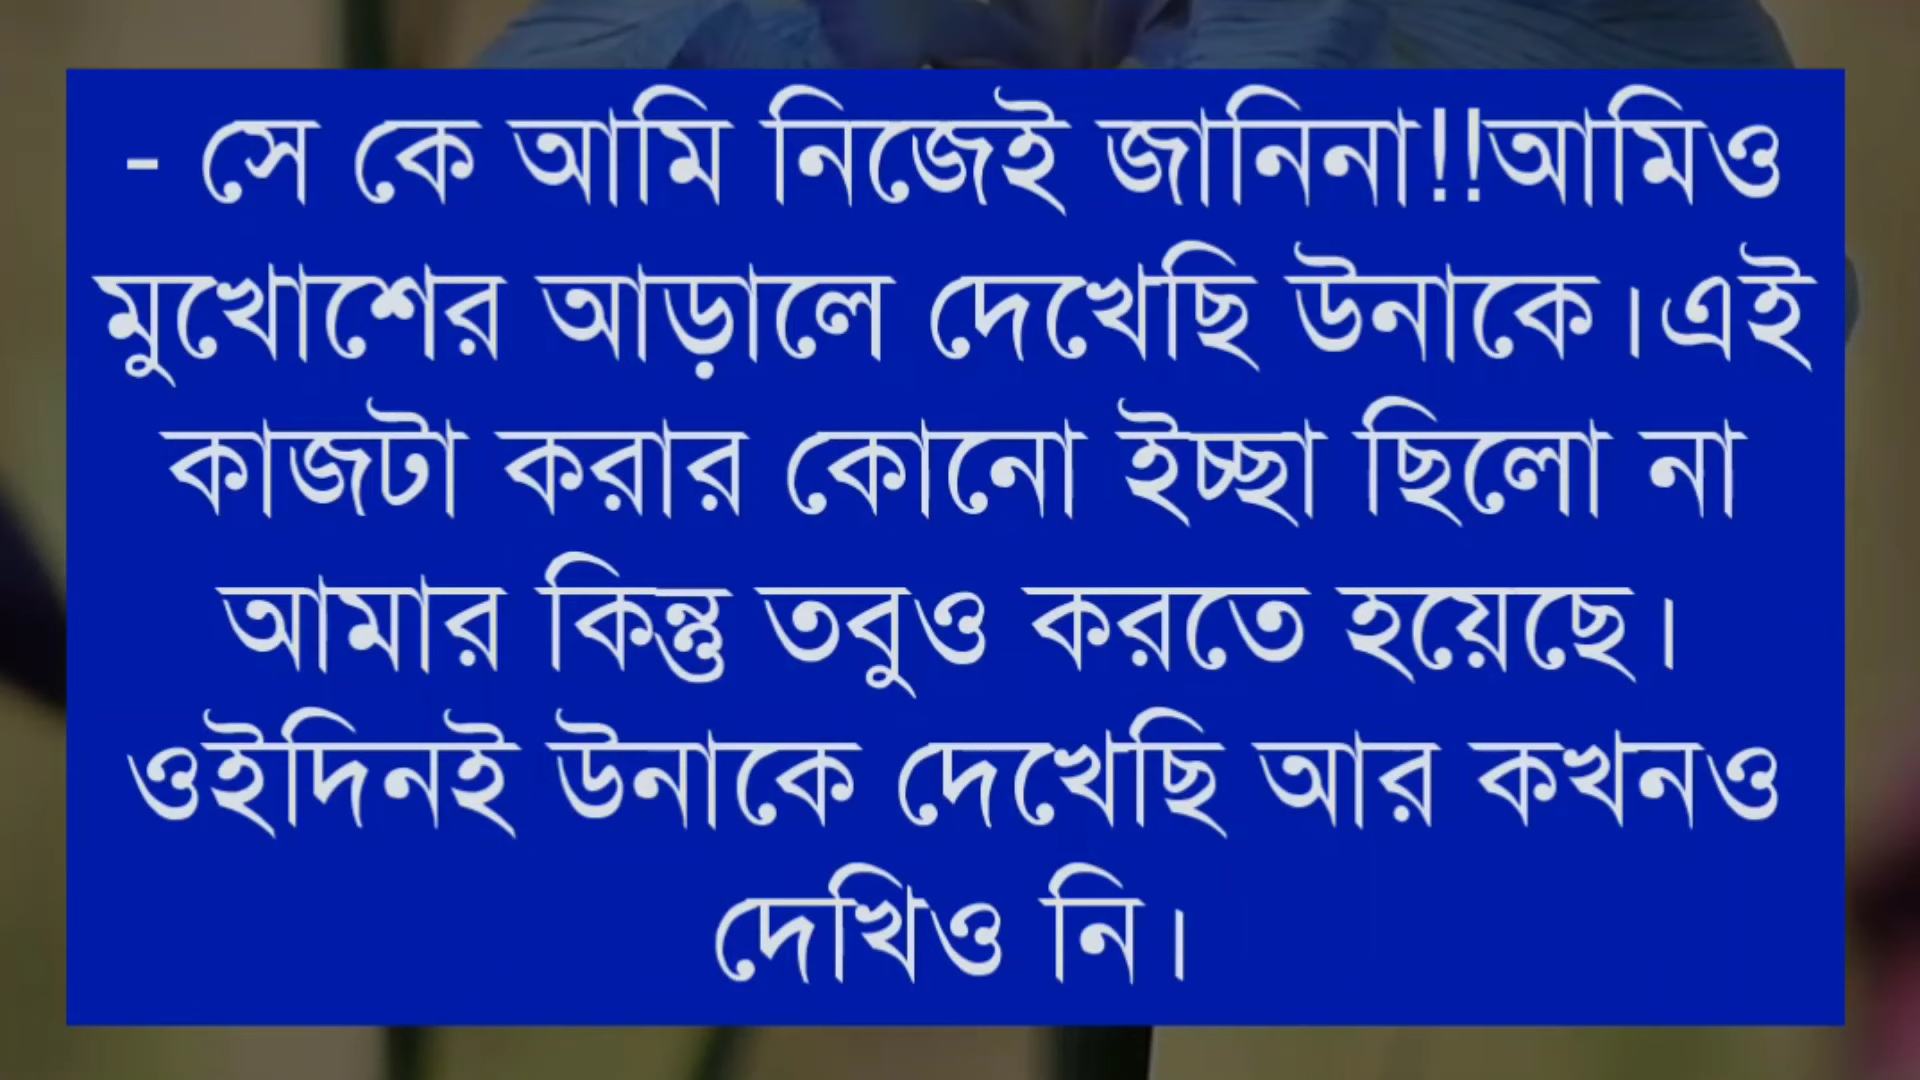 - সে কে আমি নিজেই জানিনা!!আমিও
মুখোশের আড়ালে দেখেছি উনাকে।এই
কাজটা করার কোনো ইচ্ছা ছিলো না
আমার কিন্তু তবুও করতে হয়েছে।
ওইদিনই উনাকে দেখেছি আর কখনও
দেখিও নি।